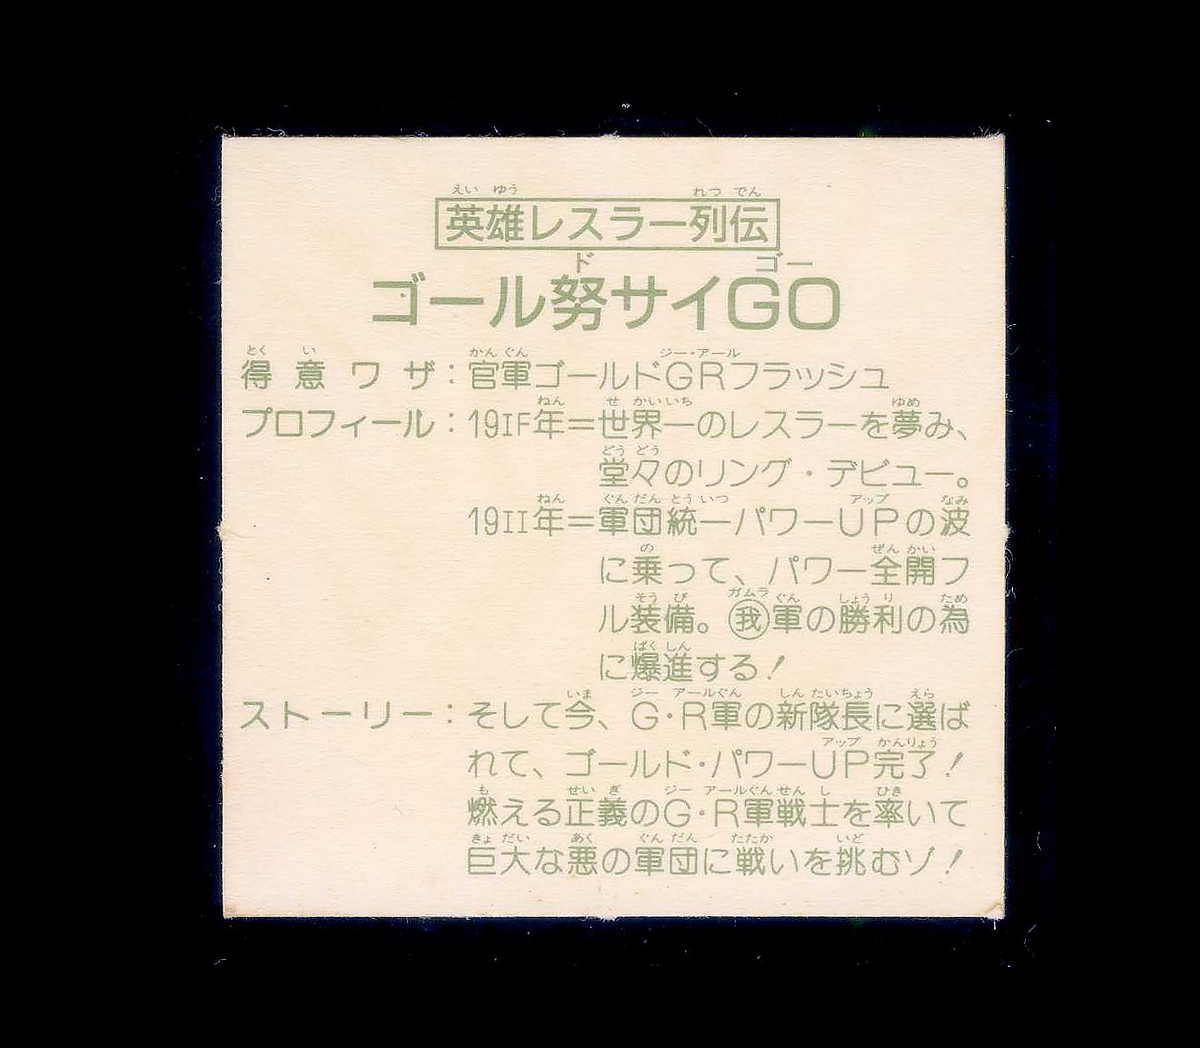 英雄レスラー列伝
ゴール努サイGO
得意ワザ:官軍ゴールドGRフラッシュ
プロフィール:19IF年=世界一のレスラーを夢み、
堂々のリング・デビュー。
19II年=軍団統一パワーUPの波
に乗って、パワー全開フ
ル装備。我軍の勝利の為
に爆進する!
ストーリー:そして今、G・R軍の新隊長に選ば
れて、ゴールド・パワーUP完了!
燃える正義のG・R軍戦士を率いて
巨大な悪の軍団に戦いを挑むゾ!